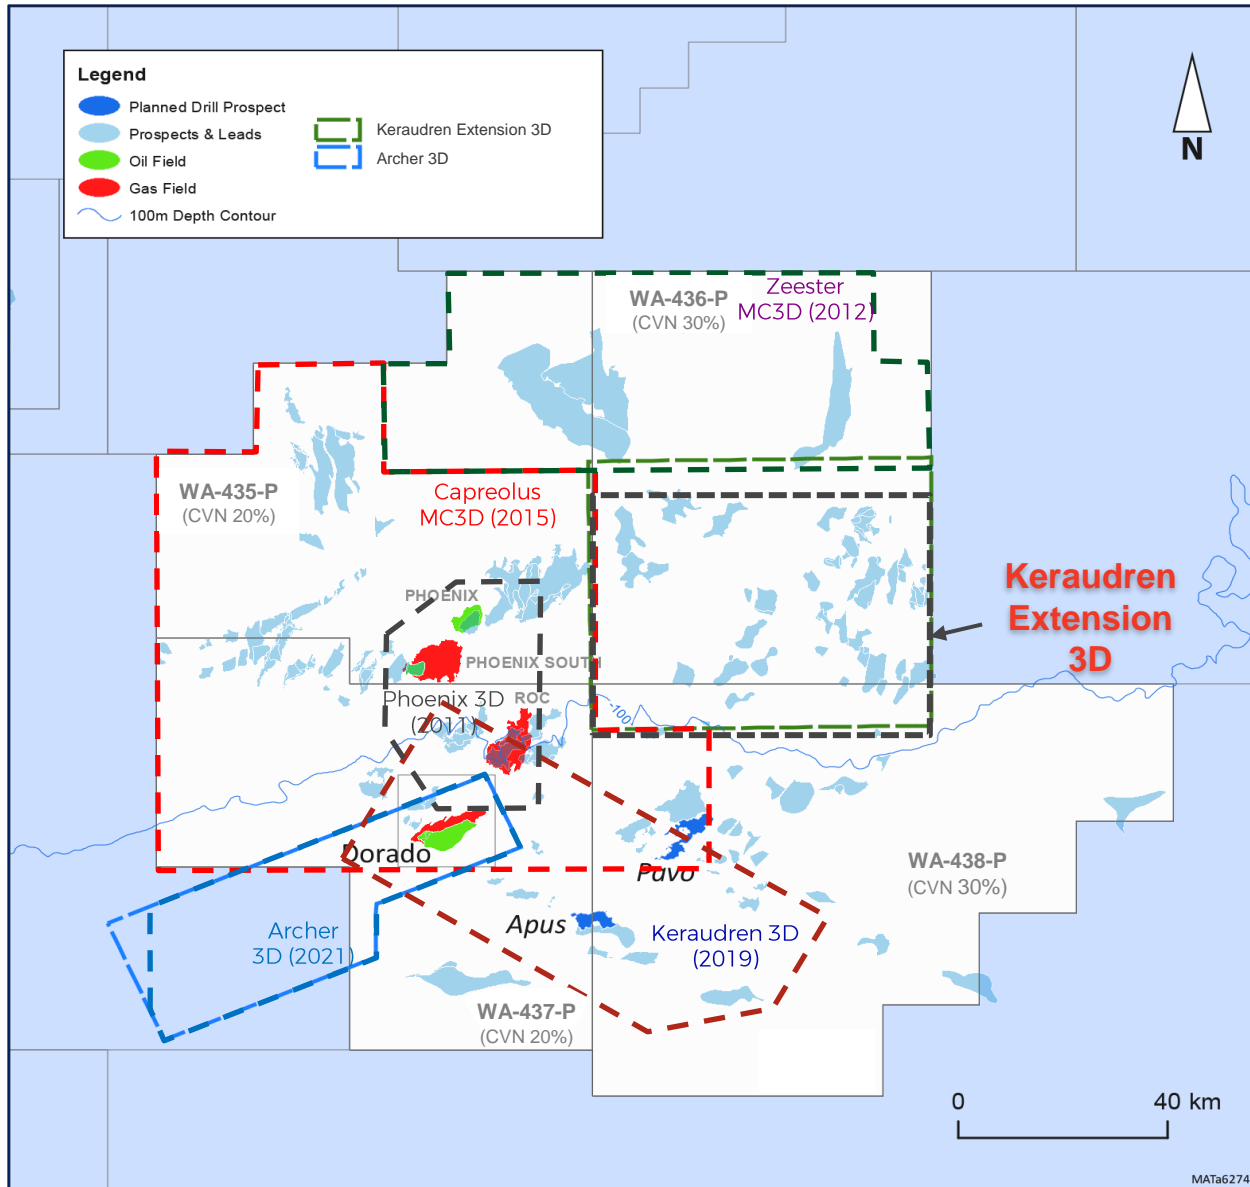 Legend
Planned Drill Prospect
Prospects & Leads
Oil Field
Gas Field
100m Depth Contour
Keraudren Extension 3D
Archer 3D
N
WA-436-P
(CVN 30%)
Zeester
MC3D (2012)
WA-435-P
(CVN 20%)
Capreolus
MC3D (2015)
Keraudren
Extension
3D
PHOENIX
PHOENIX SOUTH
Phoenix 3D
(2011)
ROC
-100
Dorado
Pavo
WA-438-P
(CVN 30%)
Apus
Keraudren 3D
(2019)
Archer
3D (2021)
WA-437-P
(CVN 20%)
0 40 km
MATa6274